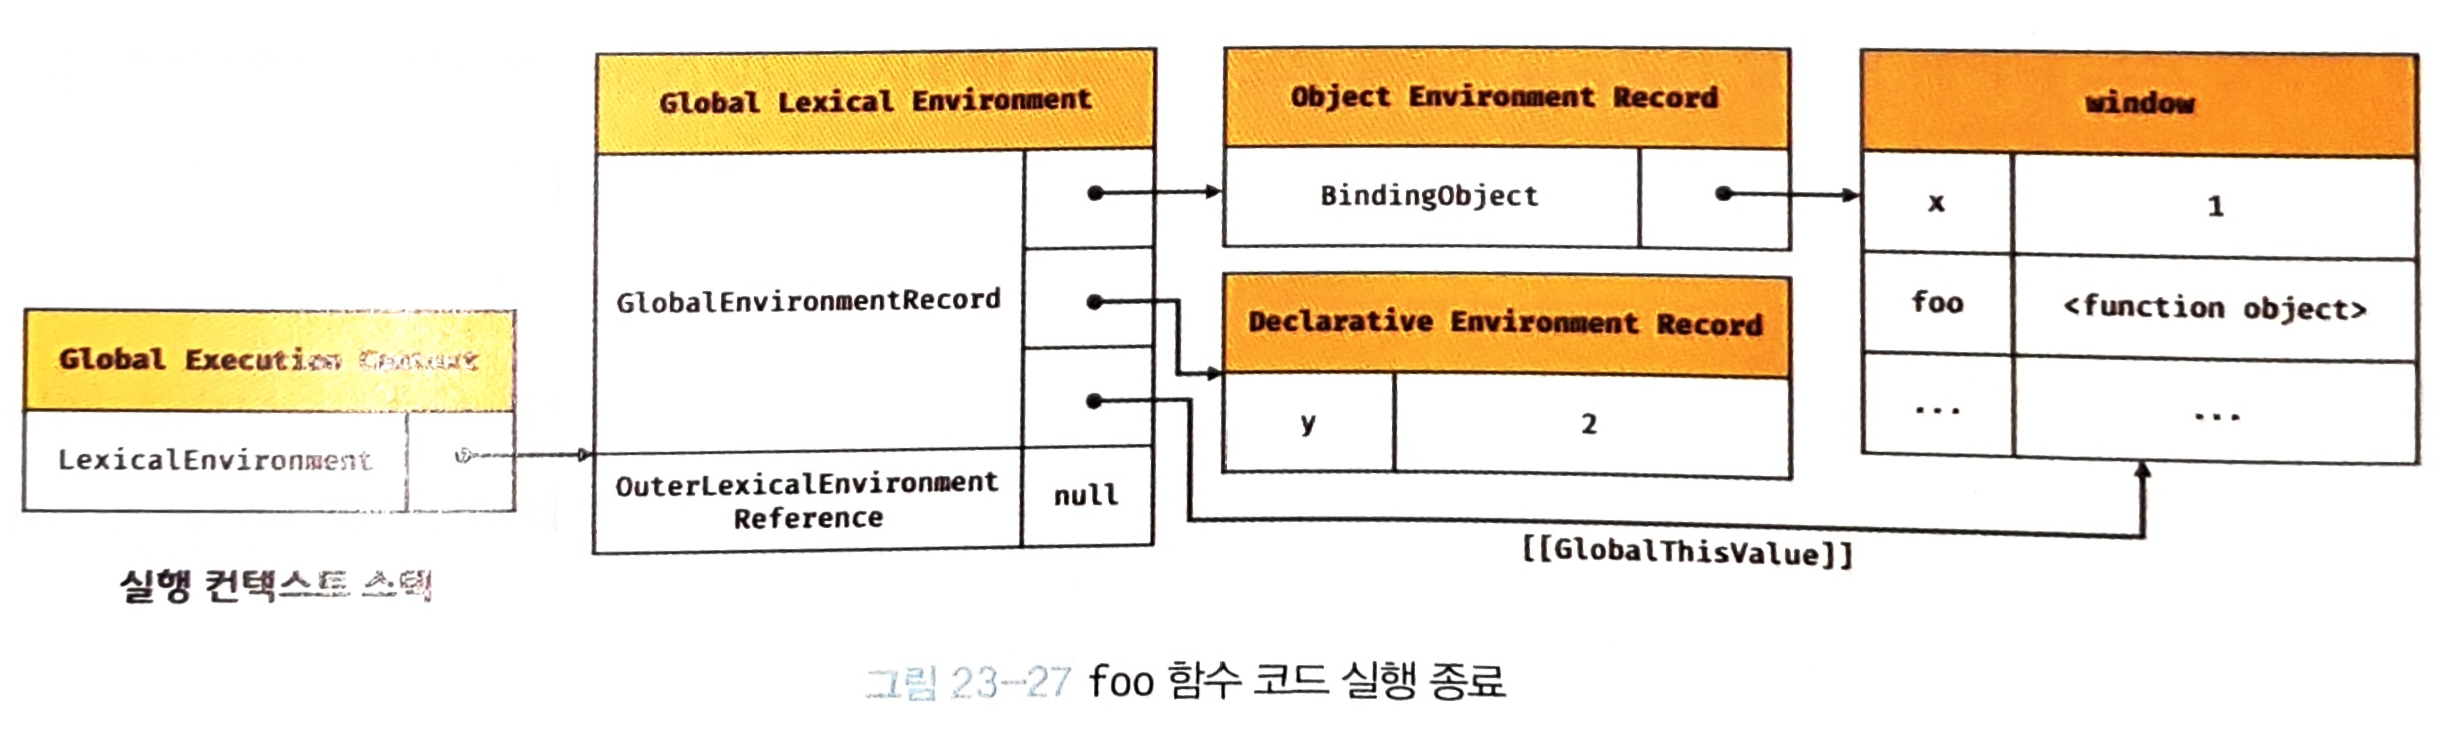 Global Execution Context
LexicalEnvironment
실행 컨텍스트 스택
Global Lexical Environment
GlobalEnvironmentRecord
OuterLexicalEnvironment
Reference
null
Object Environment Record
BindingObject
Declarative Environment Record
y 2
window
x 1
foo <function object>
... ...
[[GlobalThisValue]]
그림 23-27 foo 함수 코드 실행 종료